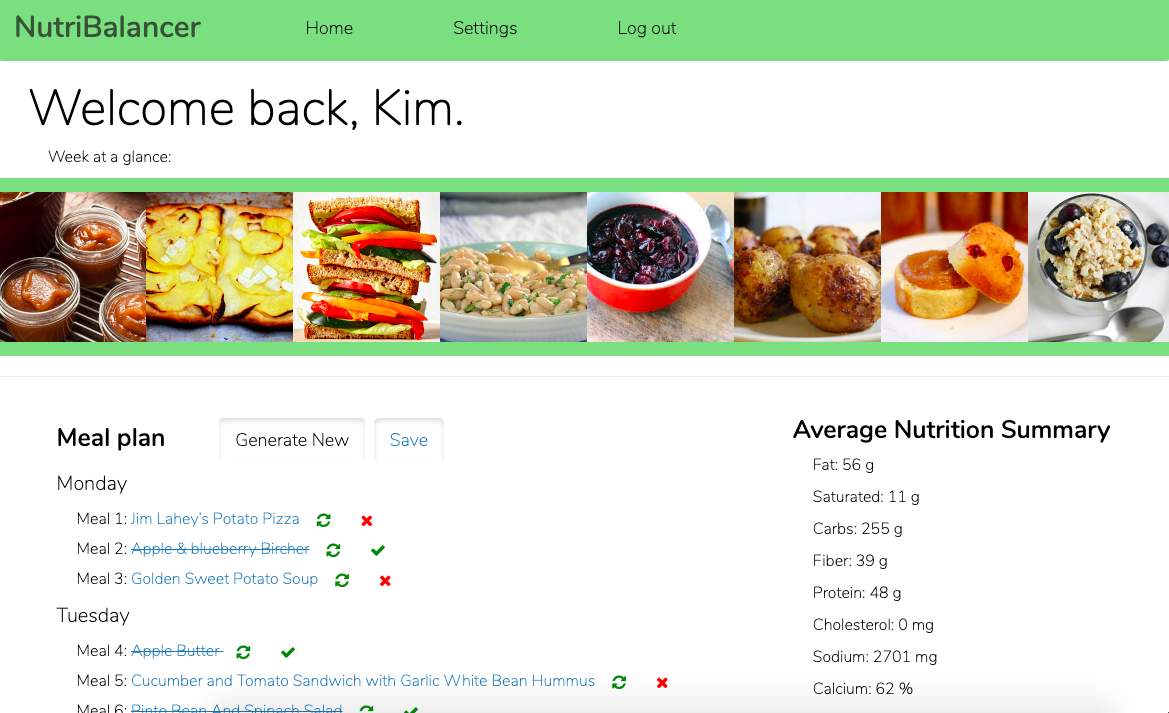 NutriBalancer Home Settings Log out
Welcome back, Kim.
Week at a glance:
Meal plan Generate New Save
Monday
Meal 1: Jim Lahey's Potato Pizza
Meal 2: Apple & blueberry Bircher
Meal 3: Golden Sweet Potato Soup
Tuesday
Meal 4: Apple Butter
Meal 5: Cucumber and Tomato Sandwich with Garlic White Bean Hummus
Meal 6: Pinto Bean And Spinach Salad
Average Nutrition Summary
Fat: 56 g
Saturated: 11 g
Carbs: 255 g
Fiber: 39 g
Protein: 48 g
Cholesterol: 0 mg
Sodium: 2701 mg
Calcium: 62 %